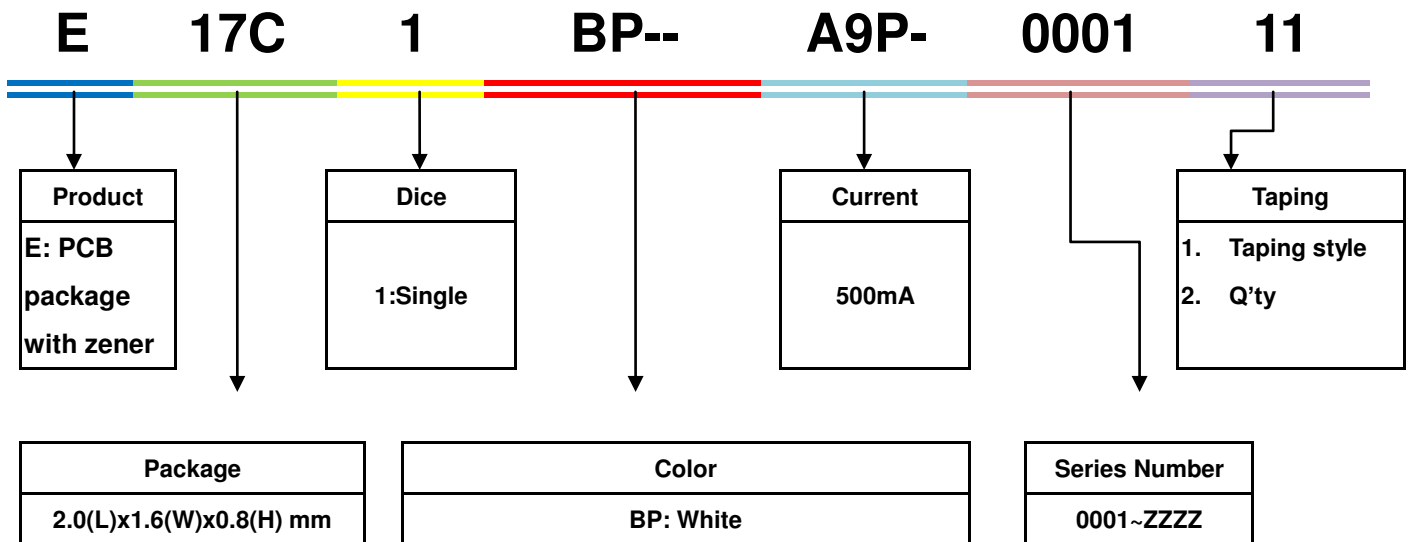 E 17C 1 BP-- A9P- 0001 11
Product
E: PCB
package
with zener
Dice
1:Single
Current
500mA
Taping
1. Taping style
2. Q'ty
Package
2.0(L)x1.6(W)x0.8(H) mm
Color
BP: White
Series Number
0001~ZZZZ